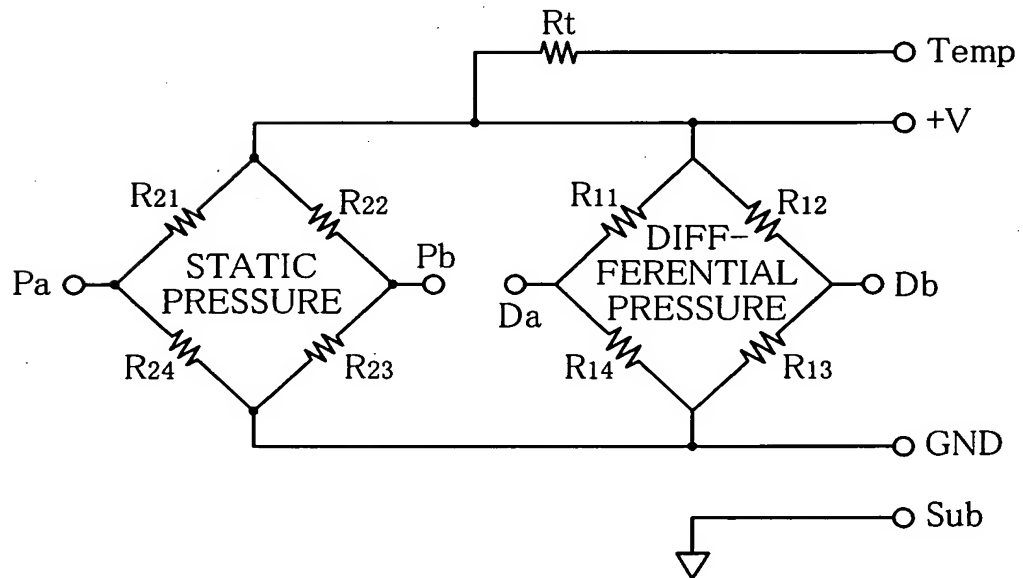 Rt
Temp
+V
R21
R22
R11
R12
STATIC
PRESSURE
DIFF-
FERENTIAL
PRESSURE
Pa
Pb
Da
Db
R24
R23
R14
R13
GND
Sub